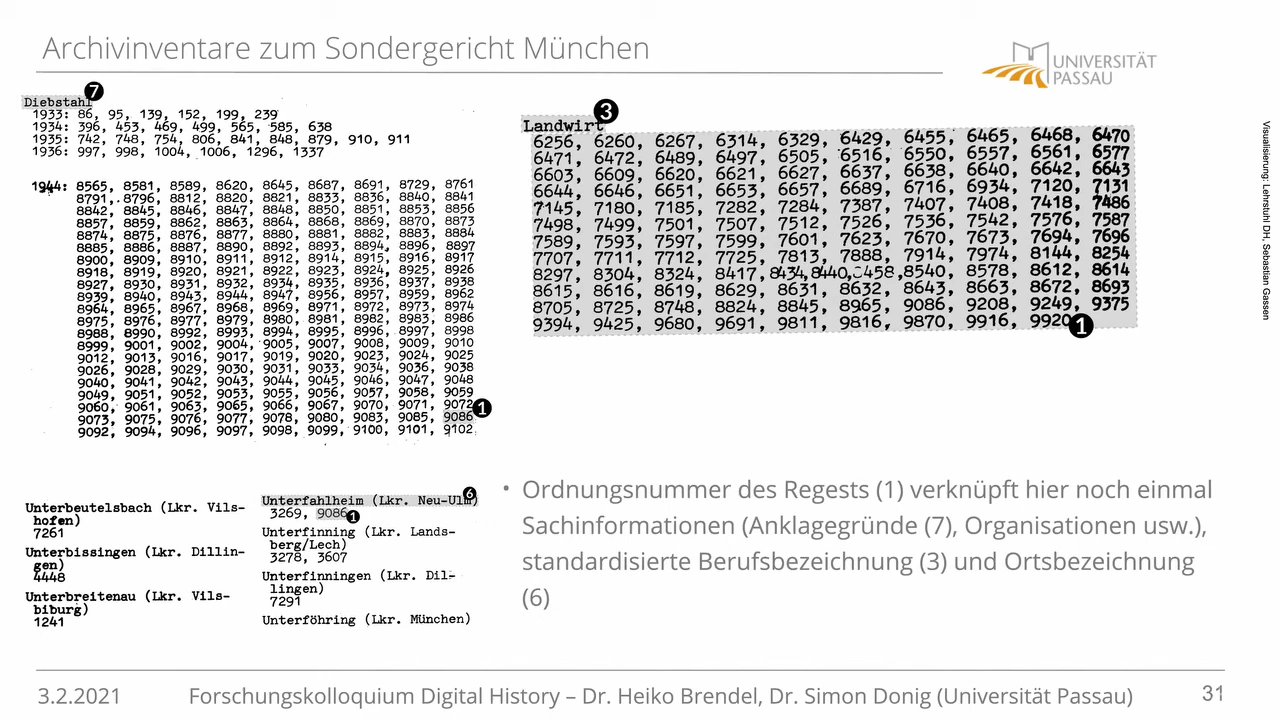 Archivinventare zum Sondergericht München
UNIVERSITÄT
PASSAU
Visualisierung: Lehrstuhl DH, Sebastian Gassen
7
Diebstahl
1933: 86, 95, 139, 152, 199, 239
1934: 396, 453, 469, 499, 565, 585, 638
1935: 742, 748, 754, 806, 841, 848, 879, 910, 911
1936: 997, 998, 1004, 1006, 1296, 1337
1944: 8565, 8581, 8589, 8620, 8645, 8687, 8691, 8729, 8761
8791, 8796, 8812, 8820, 8821, 8833, 8836, 8840, 8841
8842, 8845, 8846, 8847, 8848, 8850, 8851, 8853, 8856
8857, 8859, 8862, 8863, 8864, 8868, 8869, 8870, 8873
8874, 8875, 8876, 8877, 8880, 8881, 8882, 8883, 8884
8885, 8886, 8887, 8890, 8892, 8893, 8894, 8896, 8897
8900, 8909, 8910, 8911, 8912, 8914, 8915, 8916, 8917
8918, 8919, 8920, 8921, 8922, 8923, 8924, 8925, 8926
8927, 8930, 8931, 8932, 8934, 8935, 8936, 8937, 8938
8939, 8940, 8943, 8944, 8947, 8956, 8957, 8959, 8962
8964, 8965, 8967, 8968, 8969, 8971, 8972, 8973, 8974
8975, 8976, 8977, 8979, 8980, 8981, 8982, 8983, 8986
8988, 8990, 8992, 8993, 8994, 8995, 8996, 8997, 8998
8999, 9001, 9002, 9004, 9005, 9007, 9008, 9009, 9010
9012, 9013, 9016, 9017, 9019, 9020, 9023, 9024, 9025
9026, 9028, 9029, 9030, 9031, 9033, 9034, 9036, 9038
9040, 9041, 9042, 9043, 9044, 9045, 9046, 9047, 9048
9049, 9051, 9052, 9053, 9055, 9056, 9057, 9058, 9059
9060, 9061, 9063, 9065, 9066, 9067, 9070, 9071, 9072
9073, 9075, 9076, 9077, 9078, 9080, 9083, 9085, 9086
1
9092, 9094, 9096, 9097, 9098, 9099, 9100, 9101, 9102
3
Landwirt
6256, 6260, 6267, 6314, 6329, 6429, 6455, 6465, 6468, 6470
6471, 6472, 6489, 6497, 6505, 6516, 6550, 6557, 6561, 6577
6603, 6609, 6620, 6621, 6627, 6637, 6638, 6640, 6642, 6643
6644, 6646, 6651, 6653, 6657, 6689, 6716, 6934, 7120, 7131
7145, 7180, 7185, 7282, 7284, 7387, 7407, 7408, 7418, 7486
7498, 7499, 7501, 7507, 7512, 7526, 7536, 7542, 7576, 7587
7589, 7593, 7597, 7599, 7601, 7623, 7670, 7673, 7694, 7696
7707, 7711, 7712, 7725, 7813, 7888, 7914, 7974, 8144, 8254
8297, 8304, 8324, 8417, 8434, 8440, 8540, 8578, 8612, 8614
8615, 8616, 8619, 8629, 8631, 8632, 8643, 8663, 8672, 8693
8705, 8725, 8748, 8824, 8845, 8965, 9086, 9208, 9249, 9375
9394, 9425, 9680, 9691, 9811, 9816, 9870, 9916, 9920
1
Unterbeutelsbach (Lkr. Vils-
hofen)
7261
Unterbissingen (Lkr. Dillin-
gen)
4448
Unterbreitenau (Lkr. Vils-
biburg)
1241
6
Unterfahlheim (Lkr. Neu-Ulm)
3269, 9086
1
Unterfinning (Lkr. Lands-
berg/Lech)
3278, 3607
Unterfinningen (Lkr. Dil-
lingen)
7291
Unterföhring (Lkr. München)
• Ordnungsnummer des Regests (1) verknüpft hier noch einmal
Sachinformationen (Anklagegründe (7), Organisationen usw.),
standardisierte Berufsbezeichnung (3) und Ortsbezeichnung
(6)
3.2.2021
Forschungskolloquium Digital History – Dr. Heiko Brendel, Dr. Simon Donig (Universität Passau)
31